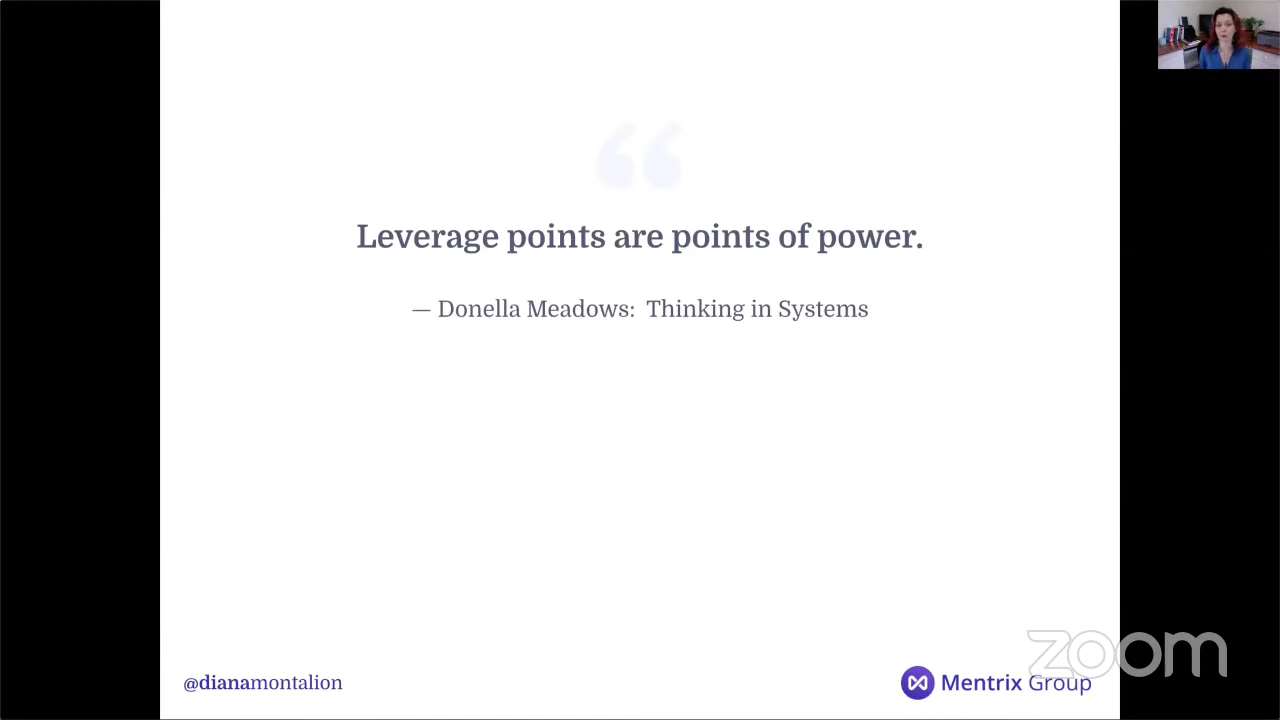 “
Leverage points are points of power.
— Donella Meadows: Thinking in Systems
@dianamontalion
Mentrix Group
zoom